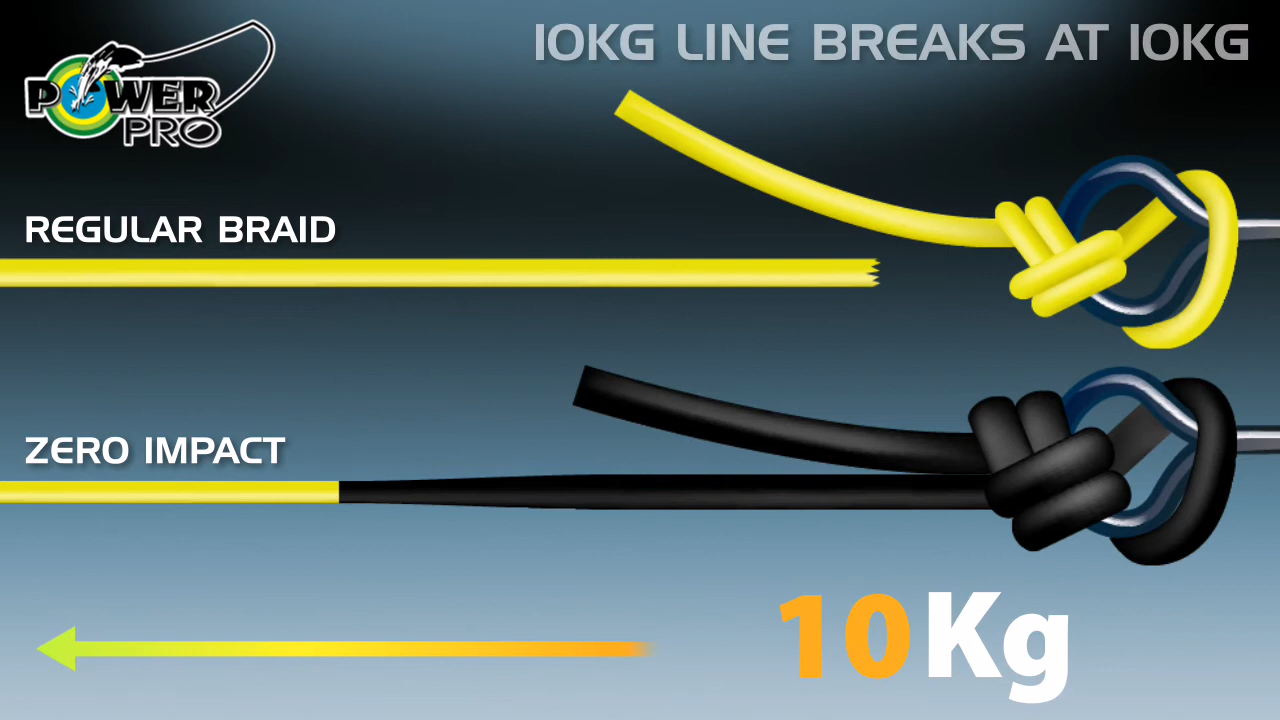 POWER
PRO
10KG LINE BREAKS AT 10KG
REGULAR BRAID
ZERO IMPACT
10Kg